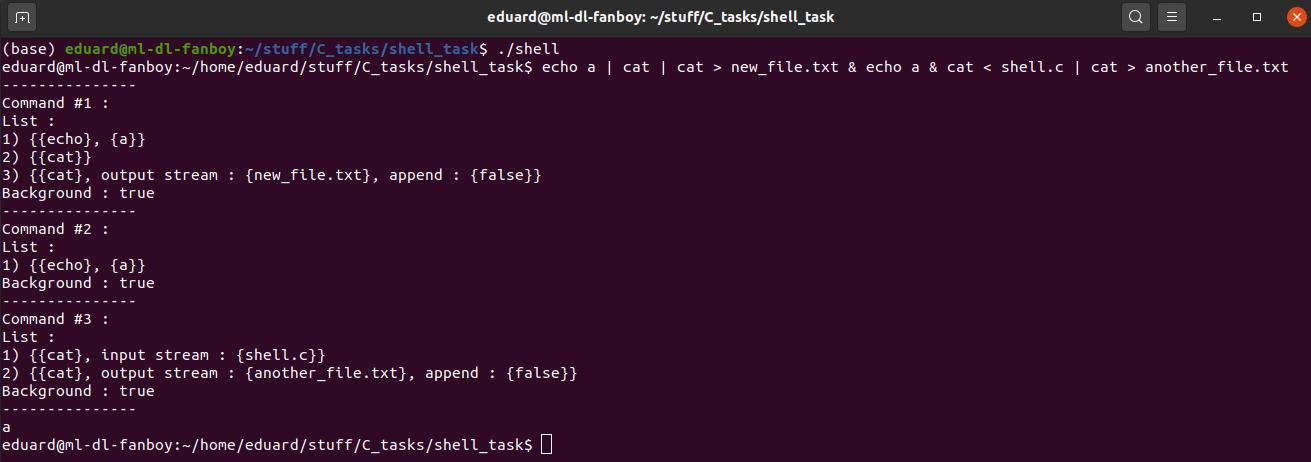 eduard@ml-dl-fanboy: ~/stuff/C_tasks/shell_task
(base) eduard@ml-dl-fanboy:~/stuff/C_tasks/shell_task$ ./shell
eduard@ml-dl-fanboy:~/home/eduard/stuff/C_tasks/shell_task$ echo a | cat | cat > new_file.txt & echo a & cat < shell.c | cat > another_file.txt
---------------
Command #1 :
List :
1) {{echo}, {a}}
2) {{cat}}
3) {{cat}, output stream : {new_file.txt}, append : {false}}
Background : true
---------------
Command #2 :
List :
1) {{echo}, {a}}
Background : true
---------------
Command #3 :
List :
1) {{cat}, input stream : {shell.c}}
2) {{cat}, output stream : {another_file.txt}, append : {false}}
Background : true
---------------
a
eduard@ml-dl-fanboy:~/home/eduard/stuff/C_tasks/shell_task$